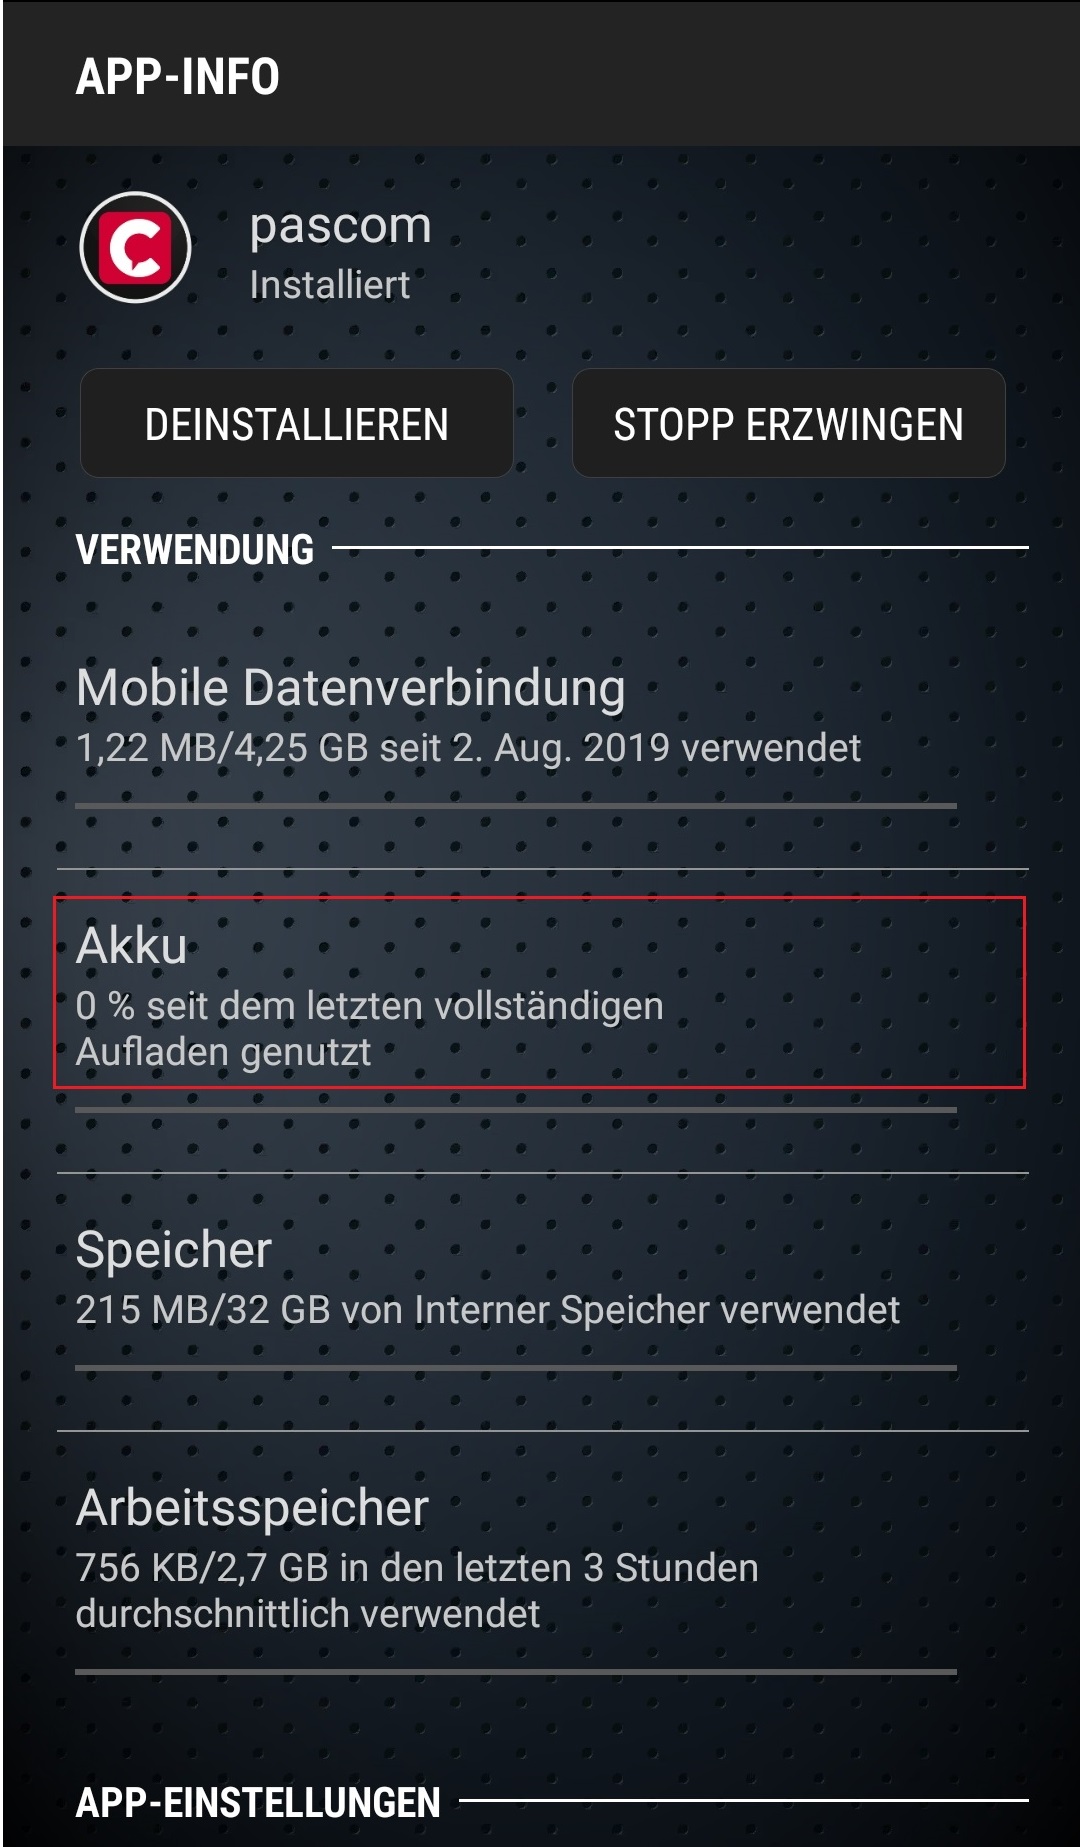 APP-INFO
pascom
Installiert
DEINSTALLIEREN
STOPP ERZWINGEN
VERWENDUNG
Mobile Datenverbindung
1,22 MB/4,25 GB seit 2. Aug. 2019 verwendet
Akku
0 % seit dem letzten vollständigen
Aufladen genutzt
Speicher
215 MB/32 GB von Interner Speicher verwendet
Arbeitsspeicher
756 KB/2,7 GB in den letzten 3 Stunden
durchschnittlich verwendet
APP-EINSTELLUNGEN